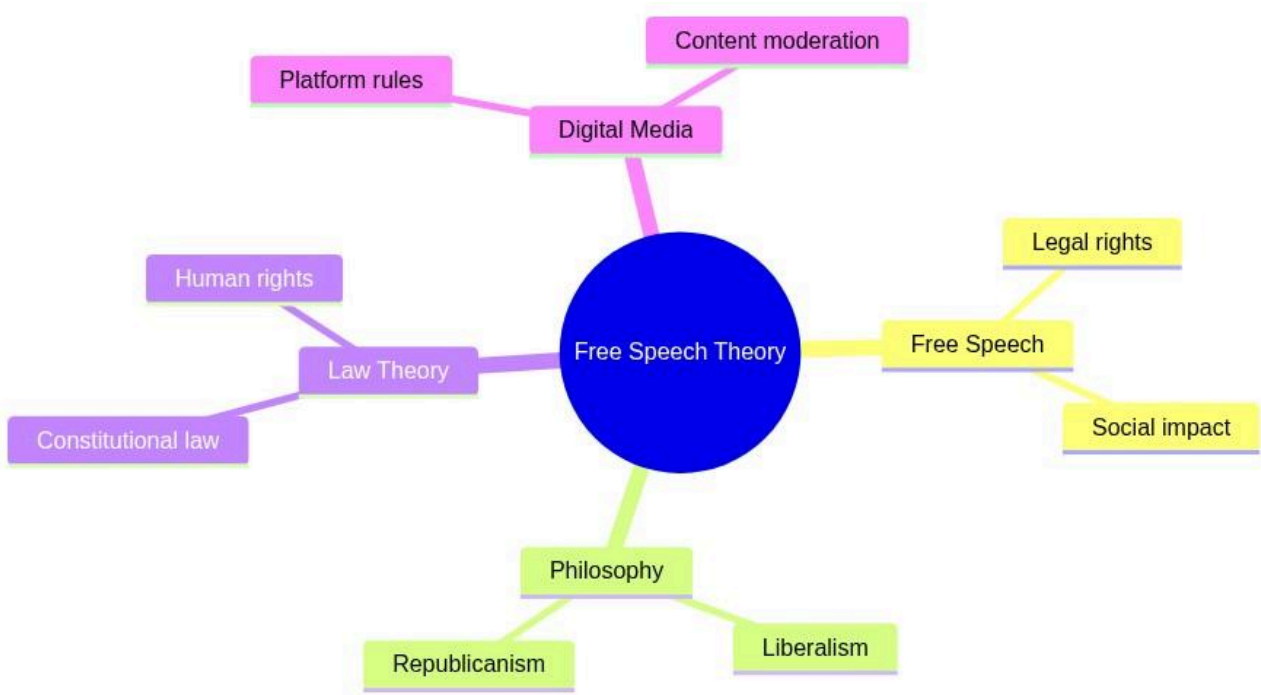 Content moderation
Platform rules
Digital Media
Legal rights
Human rights
Free Speech
Free Speech Theory
Law Theory
Social impact
Constitutional law
Philosophy
Liberalism
Republicanism